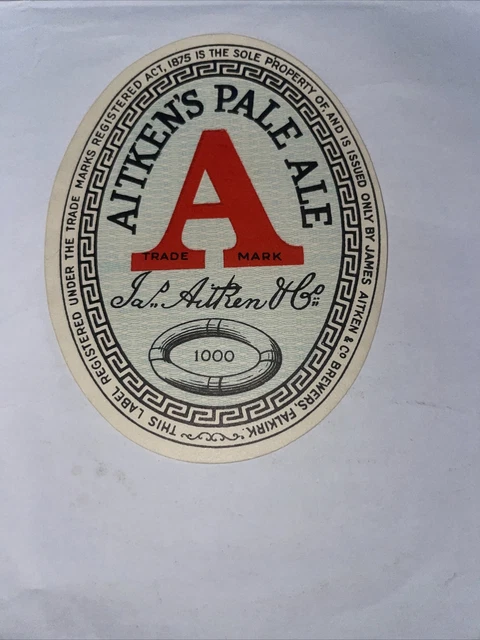 THIS LABEL REGISTERED UNDER THE TRADE MARKS REGISTERED ACT, 1875 IS THE SOLE PROPERTY OF, AND IS ISSUED ONLY BY JAMES AITKEN & Co BREWERS, FALKIRK.
AITKEN'S PALE ALE
A
TRADE MARK
Jas. Aitken & Co
1000